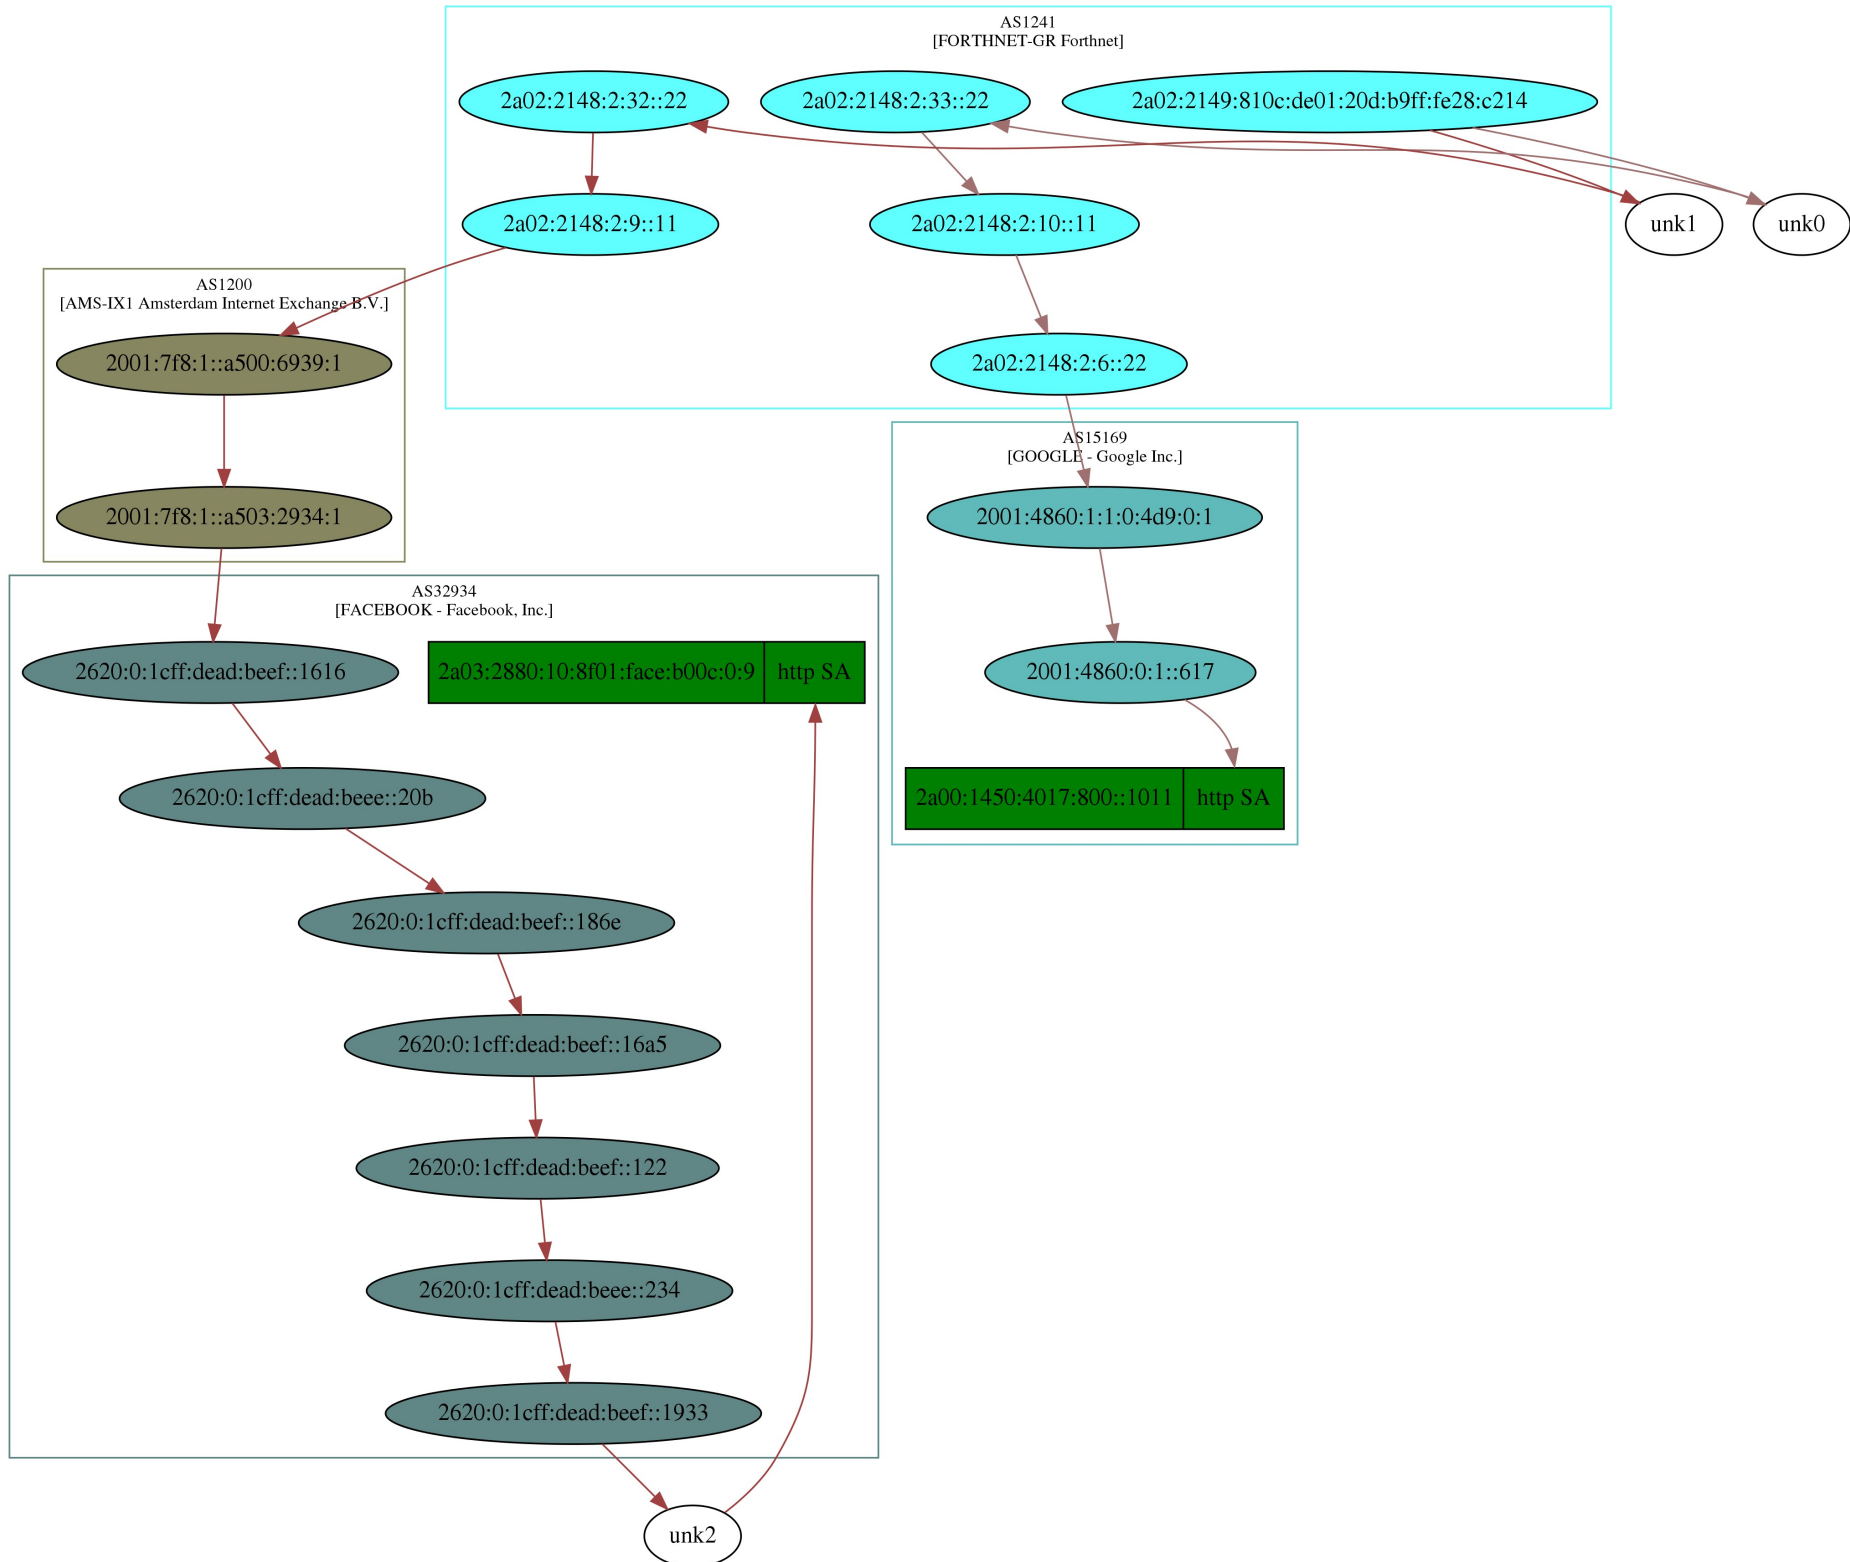 AS1241
[FORTHNET-GR Forthnet]
2a02:2148:2:32::22
2a02:2148:2:33::22
2a02:2149:810c:de01:20d:b9ff:fe28:c214
2a02:2148:2:9::11
2a02:2148:2:10::11
unk1
unk0
AS1200
[AMS-IX1 Amsterdam Internet Exchange B.V.]
2001:7f8:1::a500:6939:1
2a02:2148:2:6::22
AS15169
[GOOGLE - Google Inc.]
2001:7f8:1::a503:2934:1
2001:4860:1:1:0:4d9:0:1
AS32934
[FACEBOOK - Facebook, Inc.]
2620:0:1cff:dead:beef::1616
2a03:2880:10:8f01:face:b00c:0:9
http SA
2001:4860:0:1::617
2620:0:1cff:dead:beee::20b
2a00:1450:4017:800::1011
http SA
2620:0:1cff:dead:beef::186e
2620:0:1cff:dead:beef::16a5
2620:0:1cff:dead:beef::122
2620:0:1cff:dead:beee::234
2620:0:1cff:dead:beef::1933
unk2